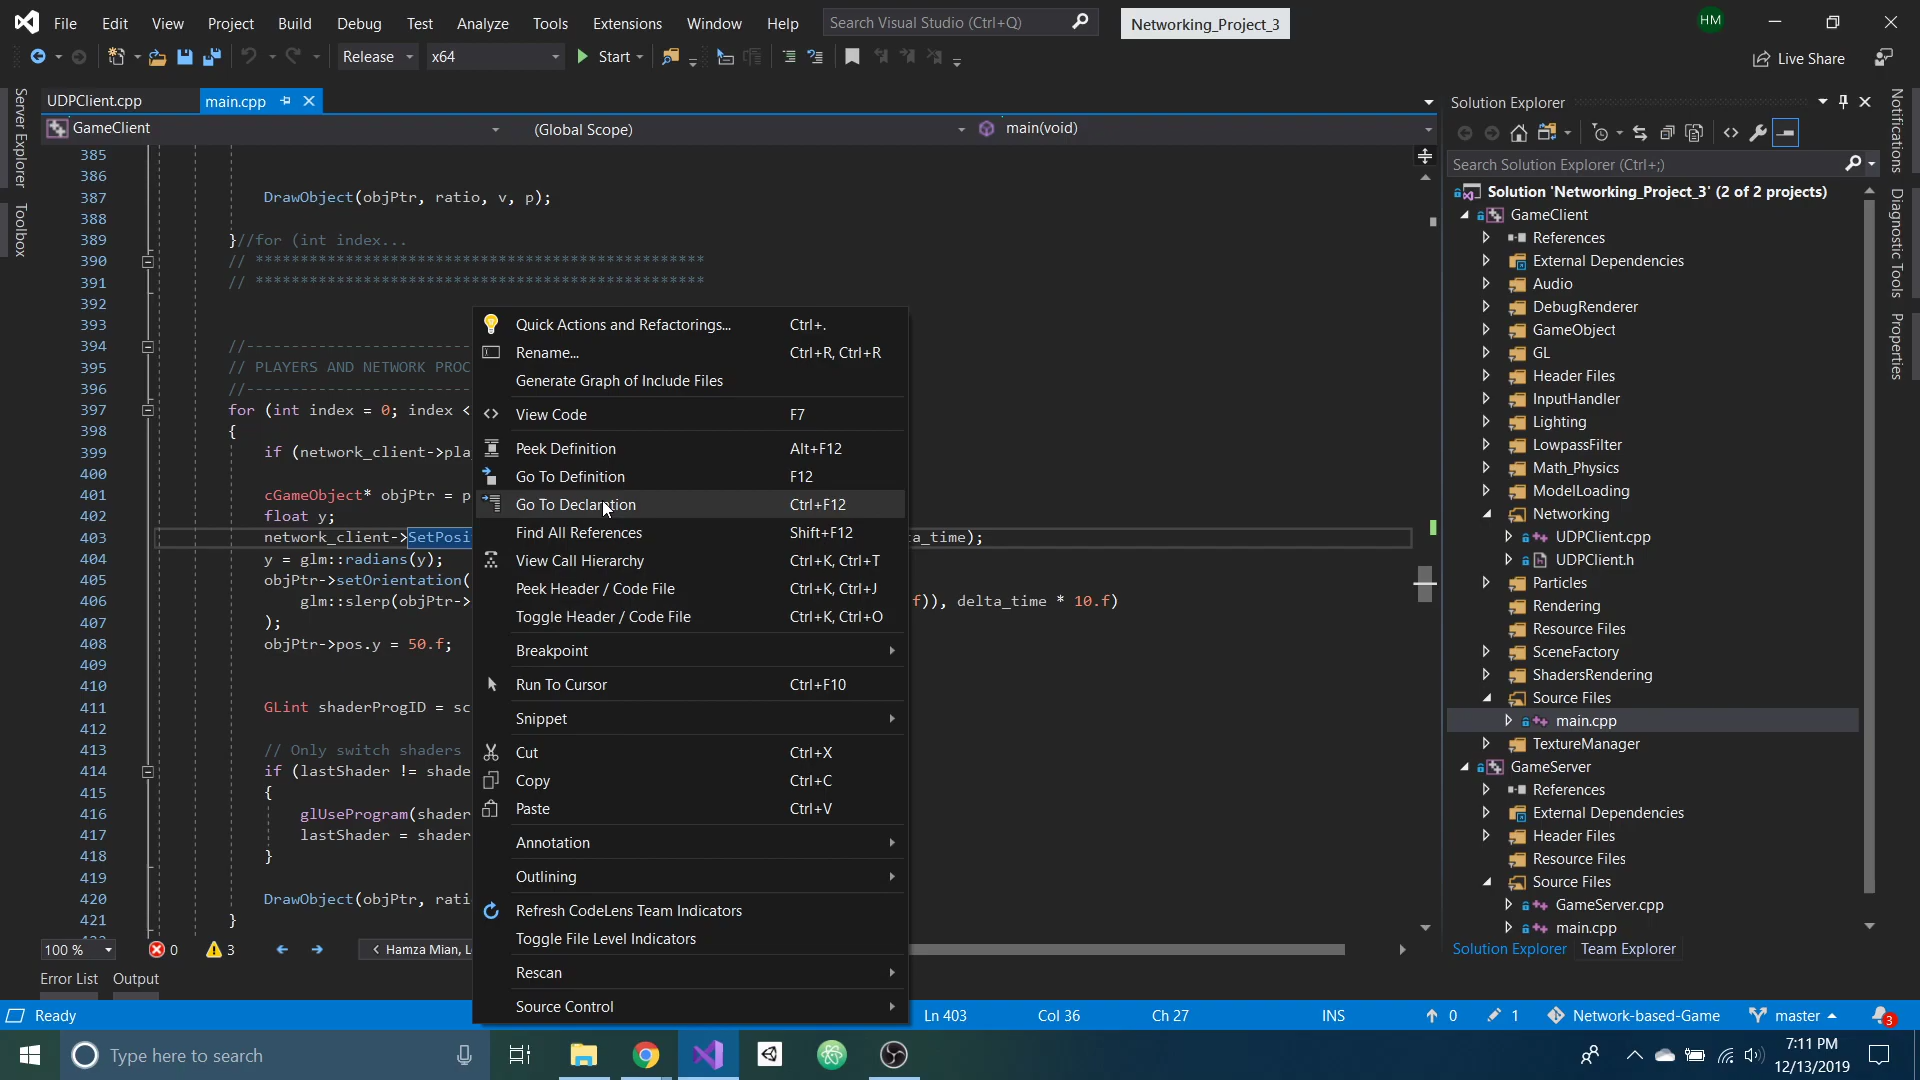 File Edit View Project Build Debug Test Analyze Tools Extensions Window Help Search Visual Studio (Ctrl+Q) Networking_Project_3 HM
Release x64 Start Live Share
Server Explorer
Toolbox
UDPClient.cpp main.cpp
GameClient (Global Scope) main(void)
385
386
387 DrawObject(objPtr, ratio, v, p);
388
389 }//for (int index...
390 // **************************************************
391 // **************************************************
392
393
394 //-------------------------
395 // PLAYERS AND NETWORK PROC
396 //-------------------------
397 for (int index = 0; index <
398 {
399 if (network_client->pla
400
401 cGameObject* objPtr = p
402 float y;
403 network_client->SetPosi a_time);
404 y = glm::radians(y);
405 objPtr->setOrientation(
406 glm::slerp(objPtr-> f)), delta_time * 10.f)
407 );
408 objPtr->pos.y = 50.f;
409
410
411 GLint shaderProgID = sc
412
413 // Only switch shaders
414 if (lastShader != shade
415 {
416 glUseProgram(shader
417 lastShader = shader
418 }
419
420 DrawObject(objPtr, rati
421 }
Quick Actions and Refactorings... Ctrl+.
Rename... Ctrl+R, Ctrl+R
Generate Graph of Include Files
View Code F7
Peek Definition Alt+F12
Go To Definition F12
Go To Declaration Ctrl+F12
Find All References Shift+F12
View Call Hierarchy Ctrl+K, Ctrl+T
Peek Header / Code File Ctrl+K, Ctrl+J
Toggle Header / Code File Ctrl+K, Ctrl+O
Breakpoint
Run To Cursor Ctrl+F10
Snippet
Cut Ctrl+X
Copy Ctrl+C
Paste Ctrl+V
Annotation
Outlining
Refresh CodeLens Team Indicators
Toggle File Level Indicators
Rescan
Source Control
Solution Explorer
Search Solution Explorer (Ctrl+;)
Solution 'Networking_Project_3' (2 of 2 projects)
GameClient
References
External Dependencies
Audio
DebugRenderer
GameObject
GL
Header Files
InputHandler
Lighting
LowpassFilter
Math_Physics
ModelLoading
Networking
UDPClient.cpp
UDPClient.h
Particles
Rendering
Resource Files
SceneFactory
ShadersRendering
Source Files
main.cpp
TextureManager
GameServer
References
External Dependencies
Header Files
Resource Files
Source Files
GameServer.cpp
main.cpp
Solution Explorer Team Explorer
Notifications
Diagnostic Tools
Properties
100 % 0 3 < Hamza Mian, L
Error List Output
Ready Ln 403 Col 36 Ch 27 INS 0 1 Network-based-Game master 3
Type here to search 7:11 PM
12/13/2019